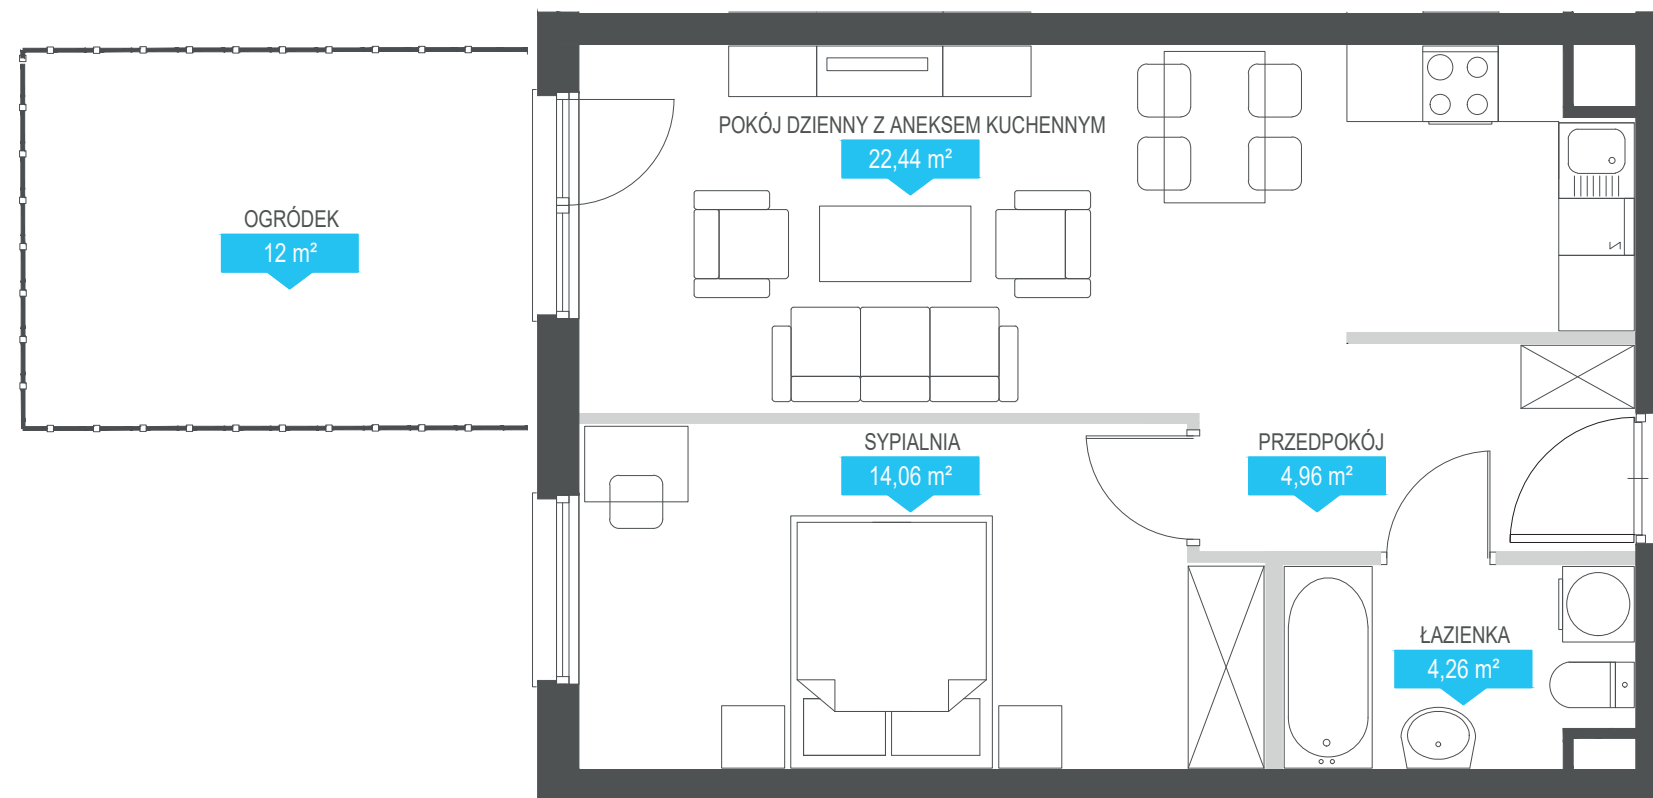 POKÓJ DZIENNY Z ANEKSEM KUCHENNYM
22,44 m²
OGRÓDEK
12 m²
SYPIALNIA
14,06 m²
PRZEDPOKÓJ
4,96 m²
ŁAZIENKA
4,26 m²